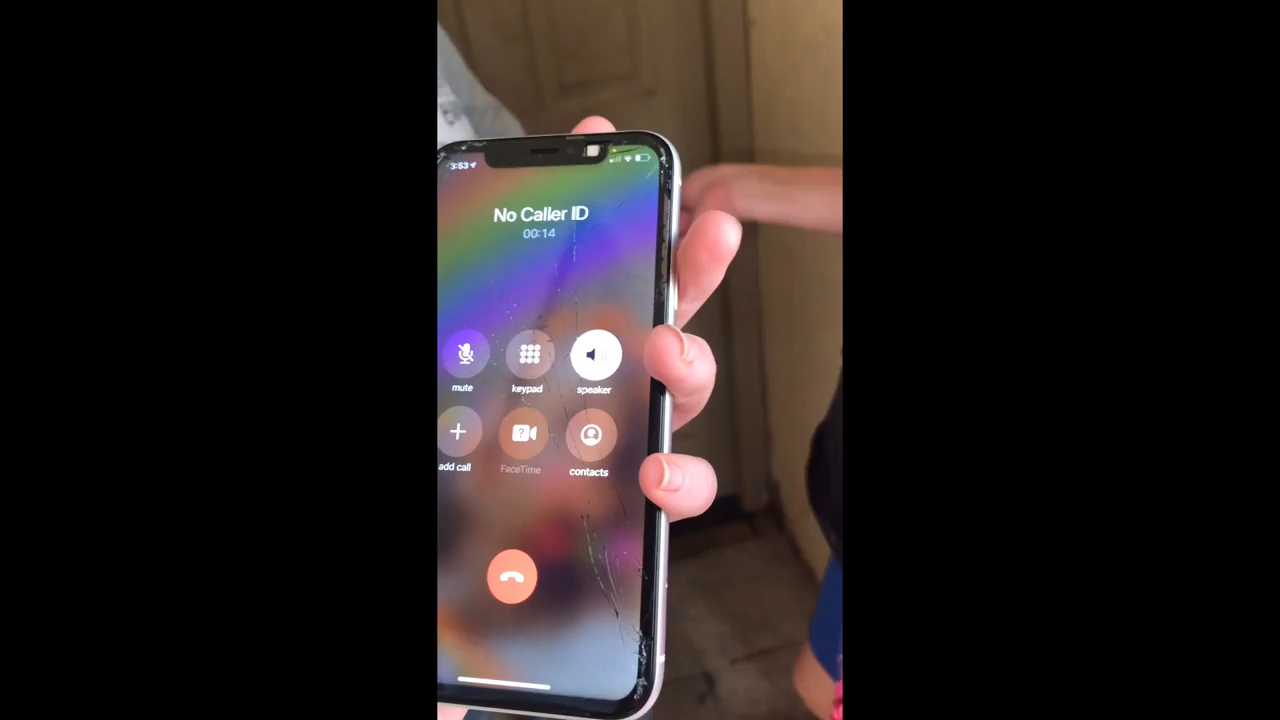 3:53
No Caller ID
00:14
mute keypad speaker
?
add call FaceTime contacts